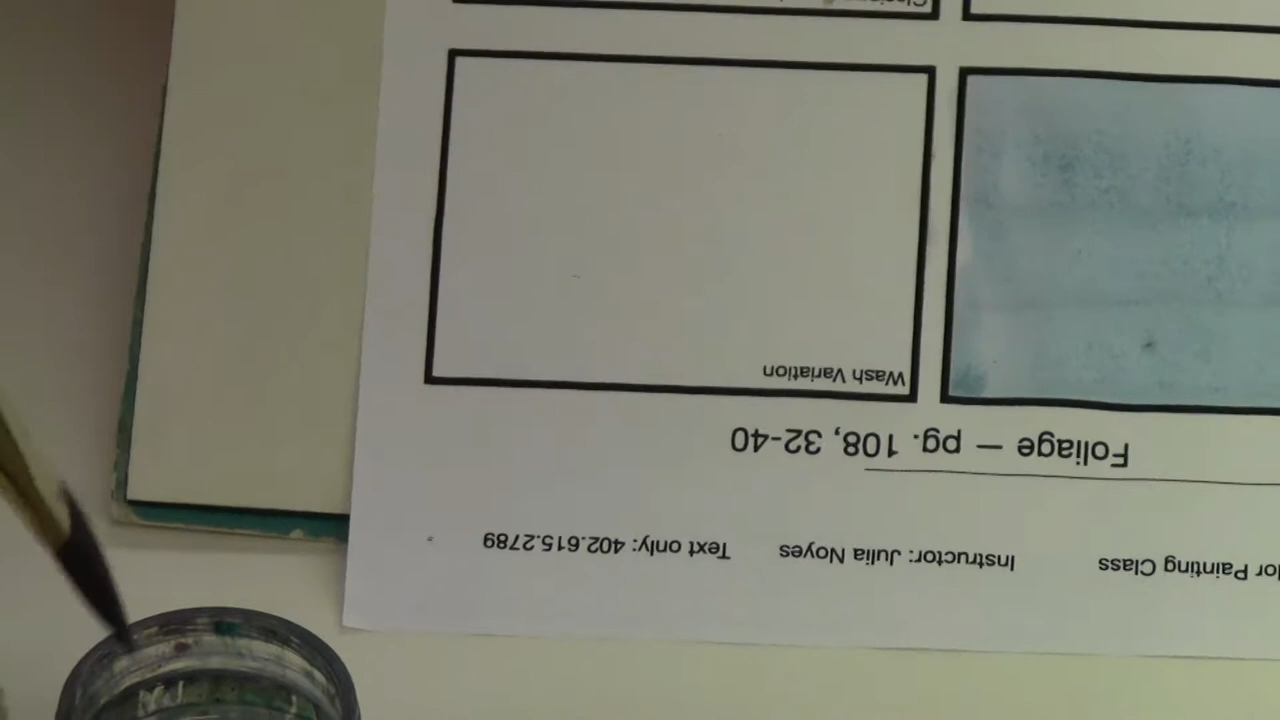 lor Painting Class Instructor: Julia Noyes Text only: 402.615.2789
Foliage – pg. 108, 32-40
Wash Variation